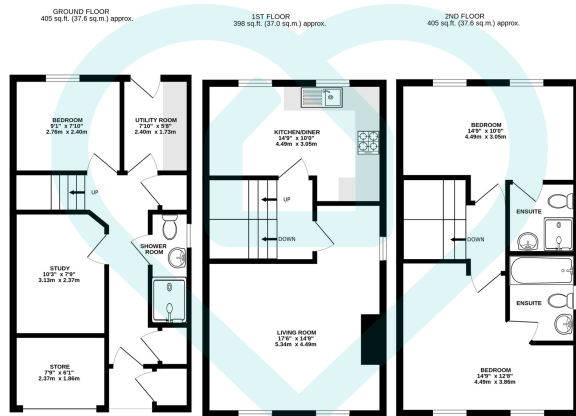 GROUND FLOOR
405 sq.ft. (37.6 sq.m.) approx.
BEDROOM
9'1" x 7'10"
2.76m x 2.40m
UTILITY ROOM
7'10" x 5'8"
2.40m x 1.73m
UP
SHOWER
ROOM
STUDY
10'3" x 7'9"
3.13m x 2.37m
STORE
7'9" x 6'1"
2.37m x 1.86m
1ST FLOOR
398 sq.ft. (37.0 sq.m.) approx.
KITCHEN/DINER
14'9" x 10'0"
4.49m x 3.05m
UP
DOWN
LIVING ROOM
17'6" x 14'9"
5.34m x 4.49m
2ND FLOOR
405 sq.ft. (37.6 sq.m.) approx.
BEDROOM
14'9" x 10'0"
4.49m x 3.05m
ENSUITE
DOWN
ENSUITE
BEDROOM
14'9" x 12'8"
4.49m x 3.86m